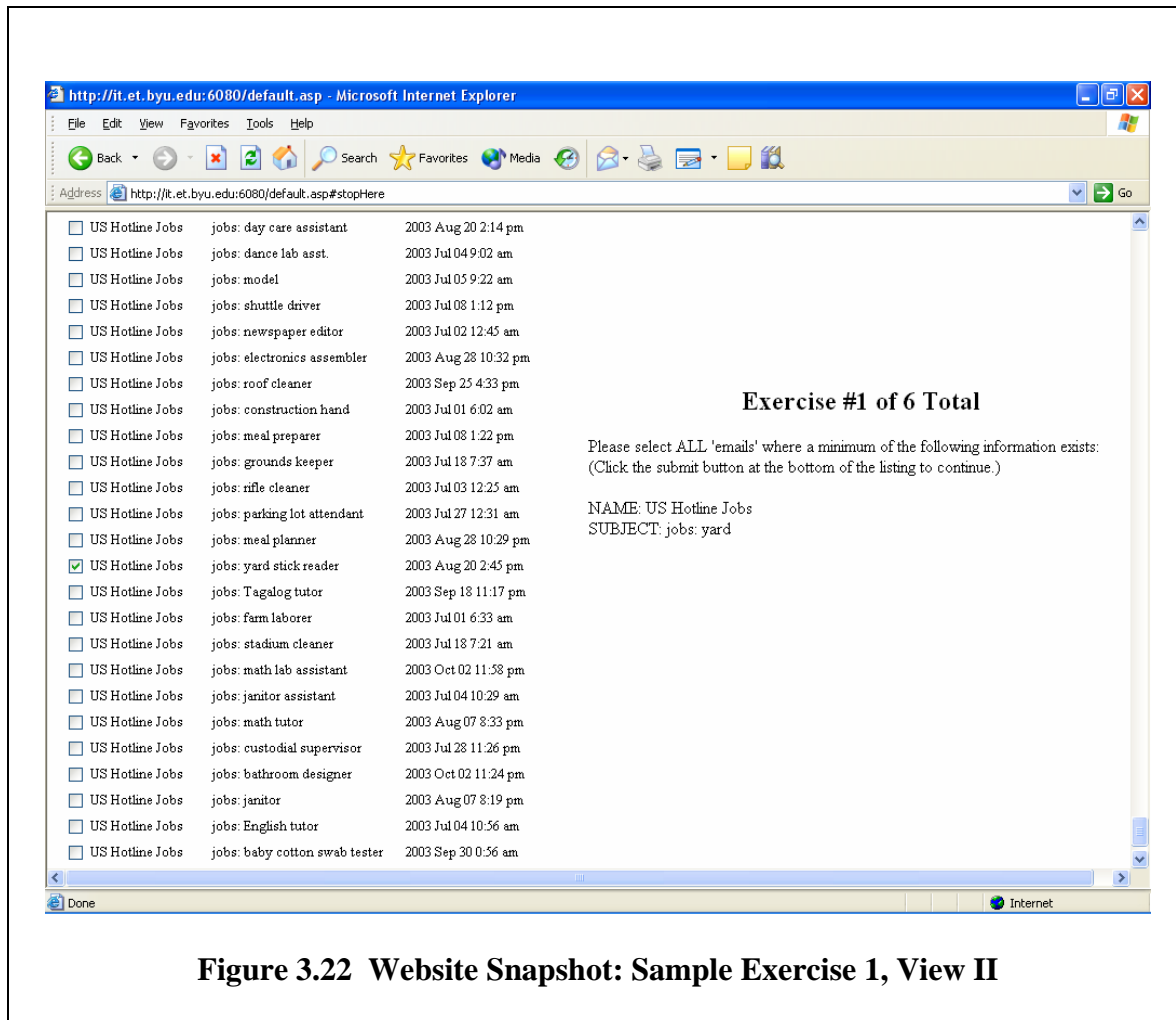 http://it.et.byu.edu:6080/default.asp - Microsoft Internet Explorer
File Edit View Favorites Tools Help
Back Search Favorites Media
Address http://it.et.byu.edu:6080/default.asp#stopHere Go
US Hotline Jobs jobs: day care assistant 2003 Aug 20 2:14 pm
US Hotline Jobs jobs: dance lab asst. 2003 Jul 04 9:02 am
US Hotline Jobs jobs: model 2003 Jul 05 9:22 am
US Hotline Jobs jobs: shuttle driver 2003 Jul 08 1:12 pm
US Hotline Jobs jobs: newspaper editor 2003 Jul 02 12:45 am
US Hotline Jobs jobs: electronics assembler 2003 Aug 28 10:32 pm
US Hotline Jobs jobs: roof cleaner 2003 Sep 25 4:33 pm
US Hotline Jobs jobs: construction hand 2003 Jul 01 6:02 am
US Hotline Jobs jobs: meal preparer 2003 Jul 08 1:22 pm
US Hotline Jobs jobs: grounds keeper 2003 Jul 18 7:37 am
US Hotline Jobs jobs: rifle cleaner 2003 Jul 03 12:25 am
US Hotline Jobs jobs: parking lot attendant 2003 Jul 27 12:31 am
US Hotline Jobs jobs: meal planner 2003 Aug 28 10:29 pm
US Hotline Jobs jobs: yard stick reader 2003 Aug 20 2:45 pm
US Hotline Jobs jobs: Tagalog tutor 2003 Sep 18 11:17 pm
US Hotline Jobs jobs: farm laborer 2003 Jul 01 6:33 am
US Hotline Jobs jobs: stadium cleaner 2003 Jul 18 7:21 am
US Hotline Jobs jobs: math lab assistant 2003 Oct 02 11:58 pm
US Hotline Jobs jobs: janitor assistant 2003 Jul 04 10:29 am
US Hotline Jobs jobs: math tutor 2003 Aug 07 8:33 pm
US Hotline Jobs jobs: custodial supervisor 2003 Jul 28 11:26 pm
US Hotline Jobs jobs: bathroom designer 2003 Oct 02 11:24 pm
US Hotline Jobs jobs: janitor 2003 Aug 07 8:19 pm
US Hotline Jobs jobs: English tutor 2003 Jul 04 10:56 am
US Hotline Jobs jobs: baby cotton swab tester 2003 Sep 30 0:56 am
Exercise #1 of 6 Total
Please select ALL 'emails' where a minimum of the following information exists:
(Click the submit button at the bottom of the listing to continue.)
NAME: US Hotline Jobs
SUBJECT: jobs: yard
Done Internet
Figure 3.22 Website Snapshot: Sample Exercise 1, View II